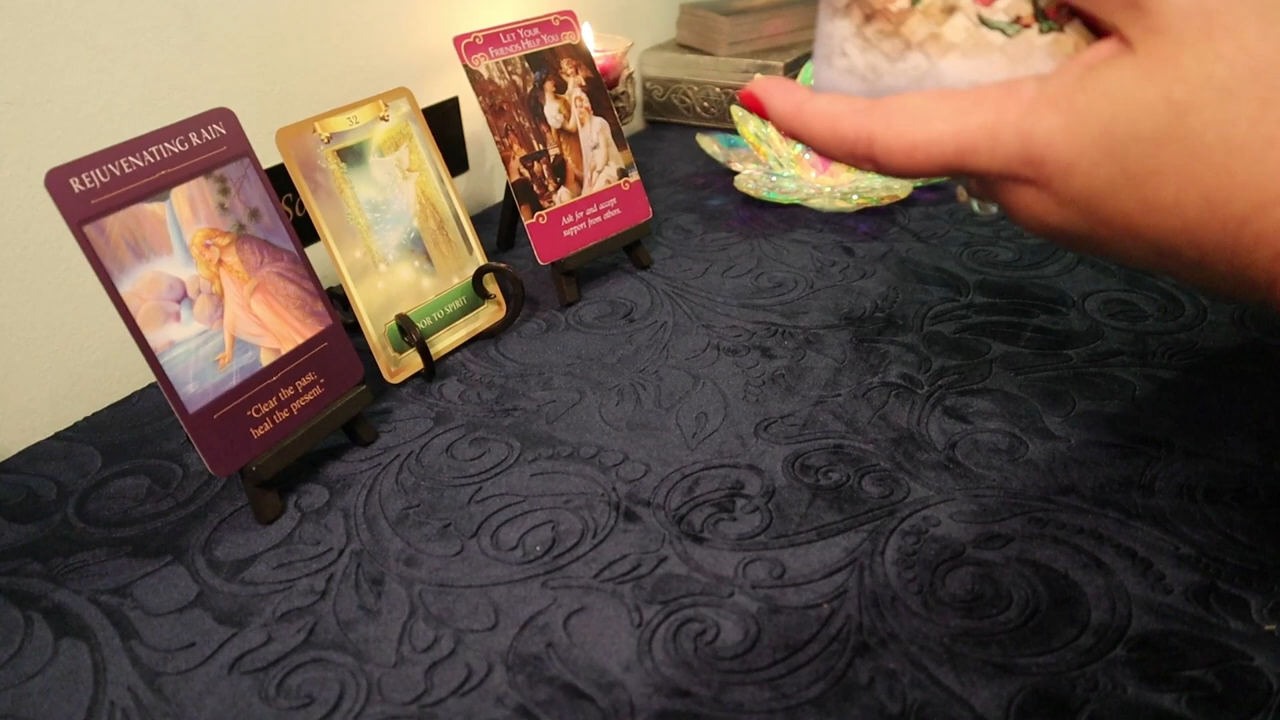 REJUVENATING RAIN
"Clear the past;
heal the present."
32
OOR TO SPIRIT
LET YOUR
FRIENDS HELP YOU
Ask for and accept
support from others.